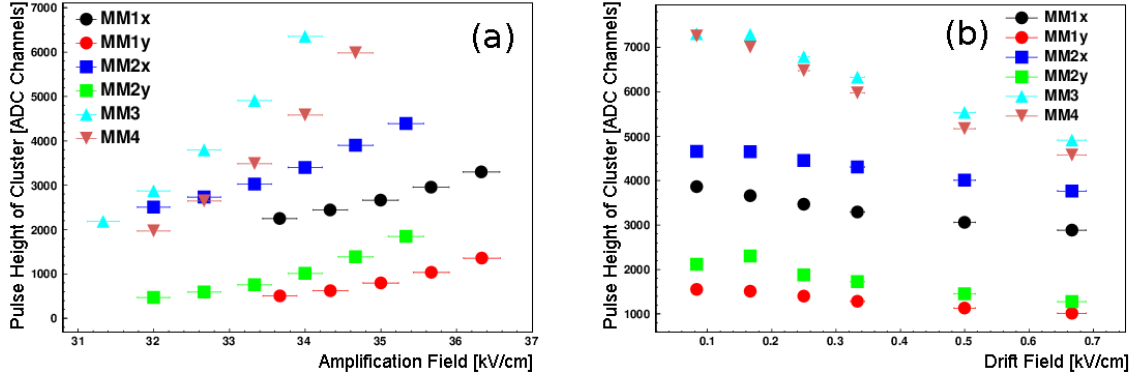 Pulse Height of Cluster [ADC Channels]
7000
6000
5000
4000
3000
2000
1000
0
MM1x
MM1y
MM2x
MM2y
MM3
MM4
(a)
31 32 33 34 35 36 37
Amplification Field [kV/cm]
Pulse Height of Cluster [ADC Channels]
7000
6000
5000
4000
3000
2000
1000
(b)
MM1x
MM1y
MM2x
MM2y
MM3
MM4
0.1 0.2 0.3 0.4 0.5 0.6 0.7
Drift Field [kV/cm]